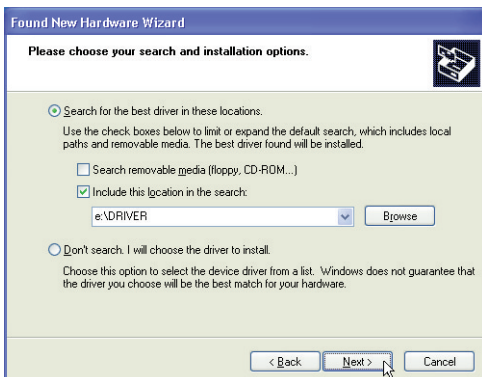 Found New Hardware Wizard
Please choose your search and installation options.
Search for the best driver in these locations.
Use the check boxes below to limit or expand the default search, which includes local
paths and removable media. The best driver found will be installed.
Search removable media (floppy, CD-ROM...)
Include this location in the search:
e:\DRIVER
Browse
Don't search. I will choose the driver to install.
Choose this option to select the device driver from a list. Windows does not guarantee that
the driver you choose will be the best match for your hardware.
< Back Next > Cancel